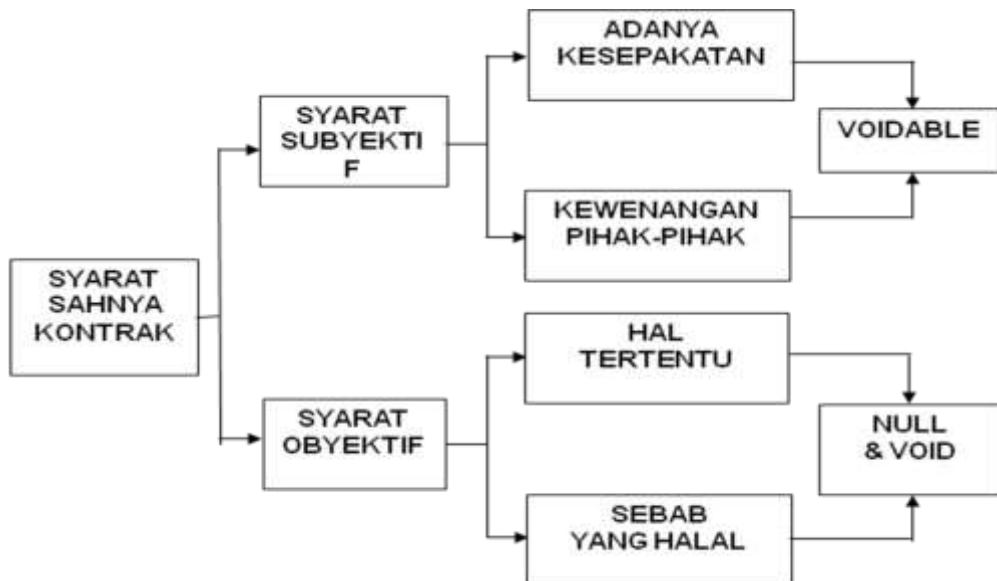 ADANYA
KESEPAKATAN
SYARAT
SUBYEKTI
F
VOIDABLE
KEWENANGAN
PIHAK-PIHAK
SYARAT
SAHNYA
KONTRAK
HAL
TERTENTU
SYARAT
OBYEKTIF
NULL
& VOID
SEBAB
YANG HALAL